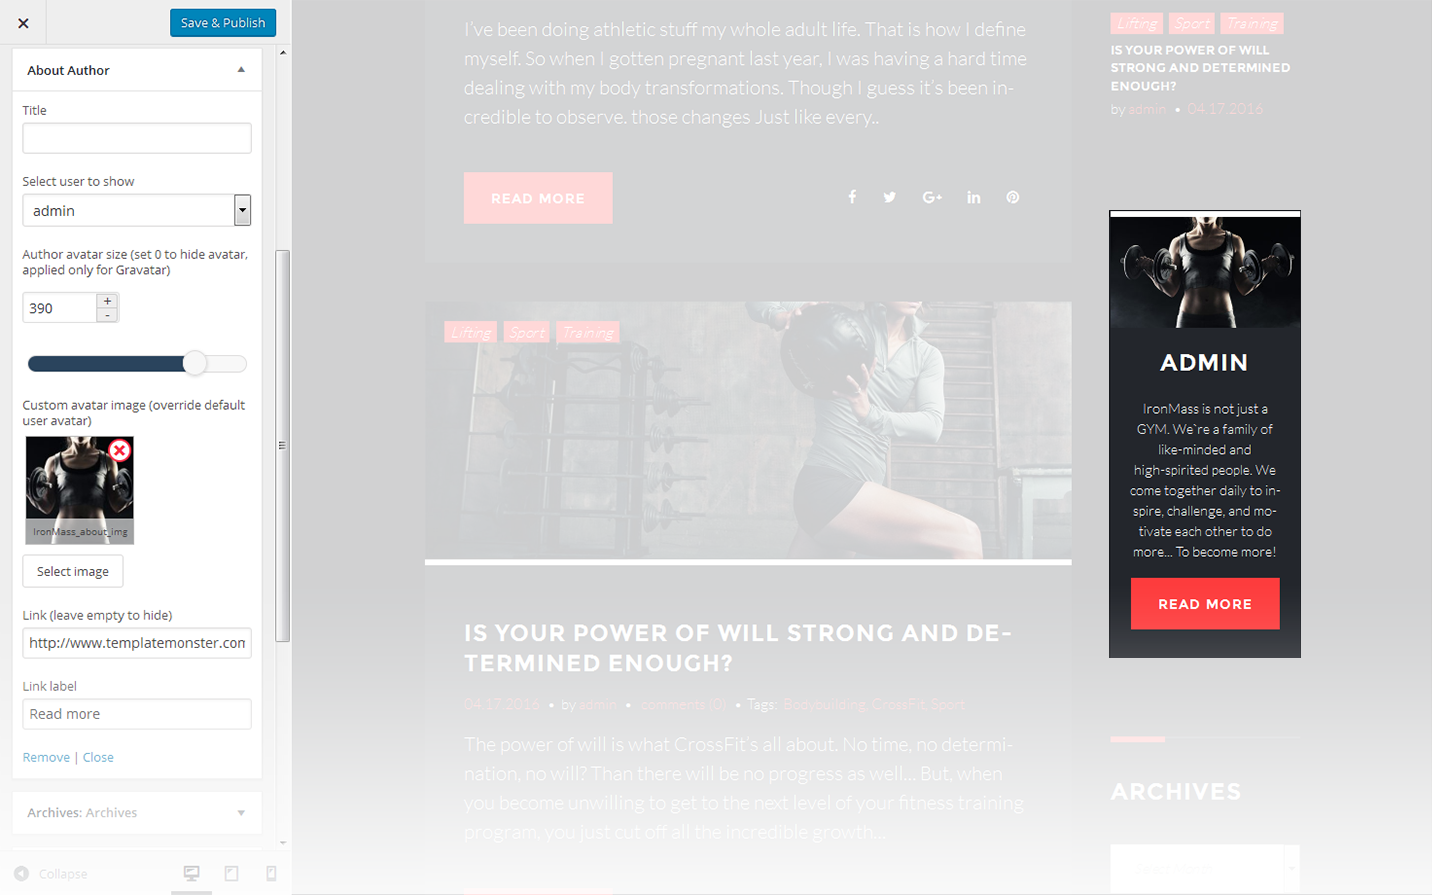 Save & Publish
About Author
Title
Select user to show
admin
Author avatar size (set 0 to hide avatar,
applied only for Gravatar)
390
+
-
Custom avatar image (override default
user avatar)
IronMass_about_img
Select image
Link (leave empty to hide)
http://www.templatemonster.com
Link label
Read more
Remove | Close
Archives: Archives
Collapse
I've been doing athletic stuff my whole adult life. That is how I define
myself. So when I gotten pregnant last year, I was having a hard time
dealing with my body transformations. Though I guess it's been in-
credible to observe. those changes Just like every..
READ MORE
Lifting Sport Training
IS YOUR POWER OF WILL STRONG AND DE-
TERMINED ENOUGH?
04.17.2016 • by admin • comments (0) • Tags: Bodybuilding, CrossFit, Sport
The power of will is what CrossFit's all about. No time, no determi-
nation, no will? Than there will be no progress as well... But, when
you become unwilling to get to the next level of your fitness training
program, you just cut off all the incredible growth...
Lifting Sport Training
IS YOUR POWER OF WILL
STRONG AND DETERMINED
ENOUGH?
by admin • 04.17.2016
ADMIN
IronMass is not just a
GYM. We`re a family of
like-minded and
high-spirited people. We
come together daily to in-
spire, challenge, and mo-
tivate each other to do
more... To become more!
READ MORE
ARCHIVES